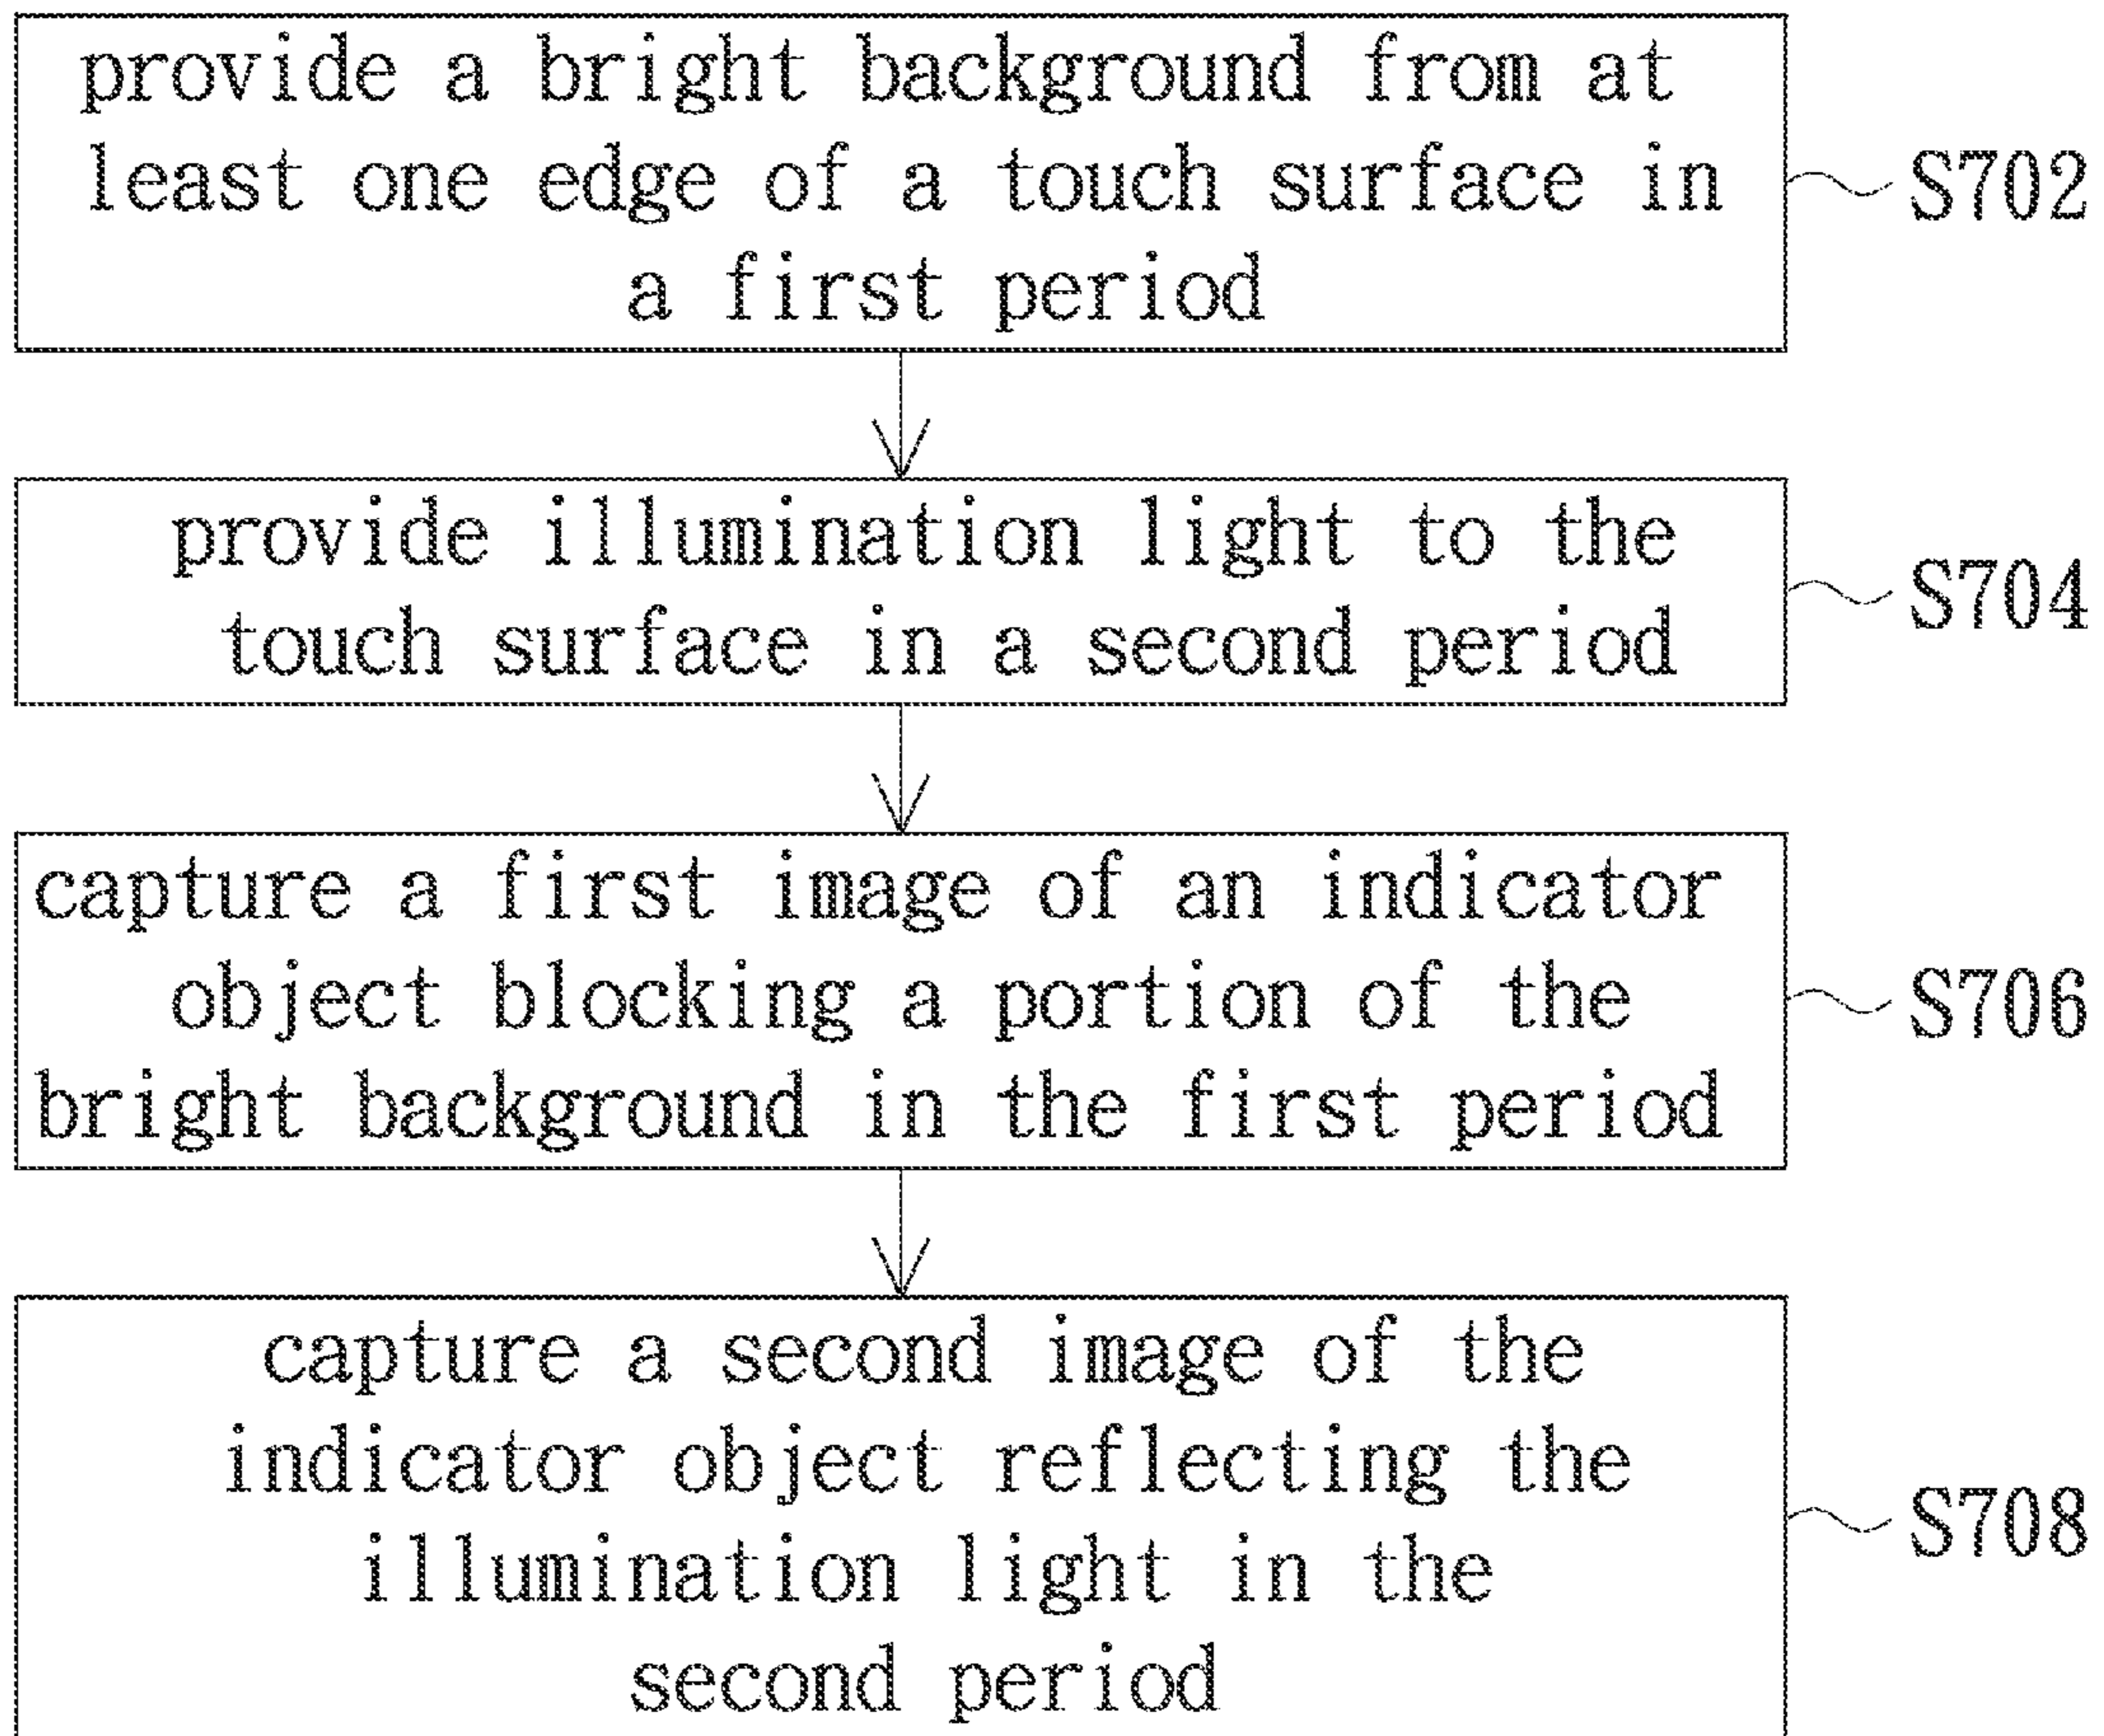 provide a bright background from at
least one edge of a touch surface in
a first period
S702
provide illumination light to the
touch surface in a second period
S704
capture a first image of an indicator
object blocking a portion of the
bright background in the first period
S706
capture a second image of the
indicator object reflecting the
illumination light in the
second period
S708